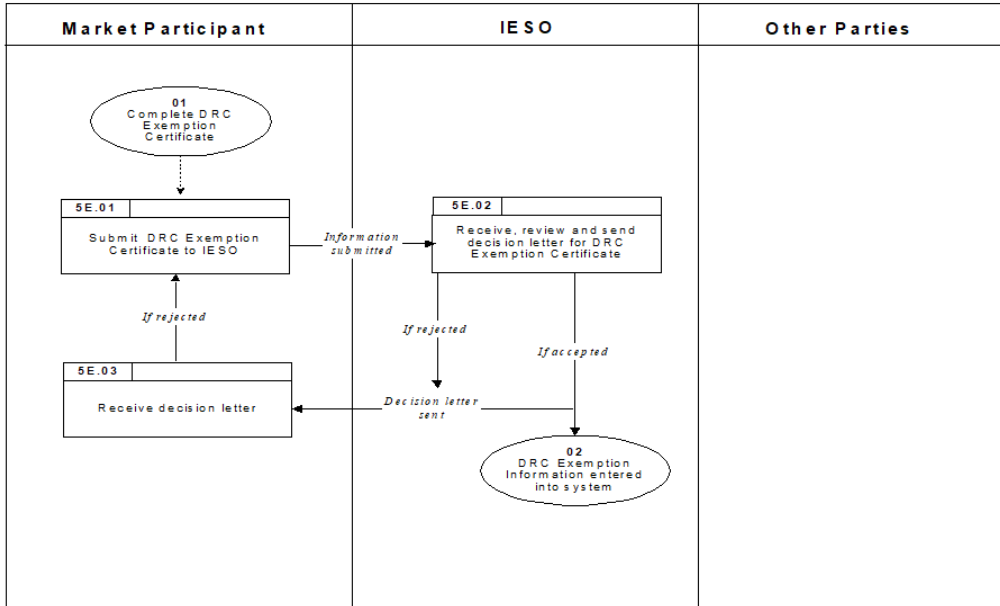 Market Participant
IESO
Other Parties
01
Complete DRC
Exemption
Certificate
5E.01
Submit DRC Exemption
Certificate to IESO
Information
submitted
5E.02
Receive, review and send
decision letter for DRC
Exemption Certificate
If rejected
If rejected
If accepted
5E.03
Receive decision letter
Decision letter
sent
02
DRC Exemption
Information entered
into system